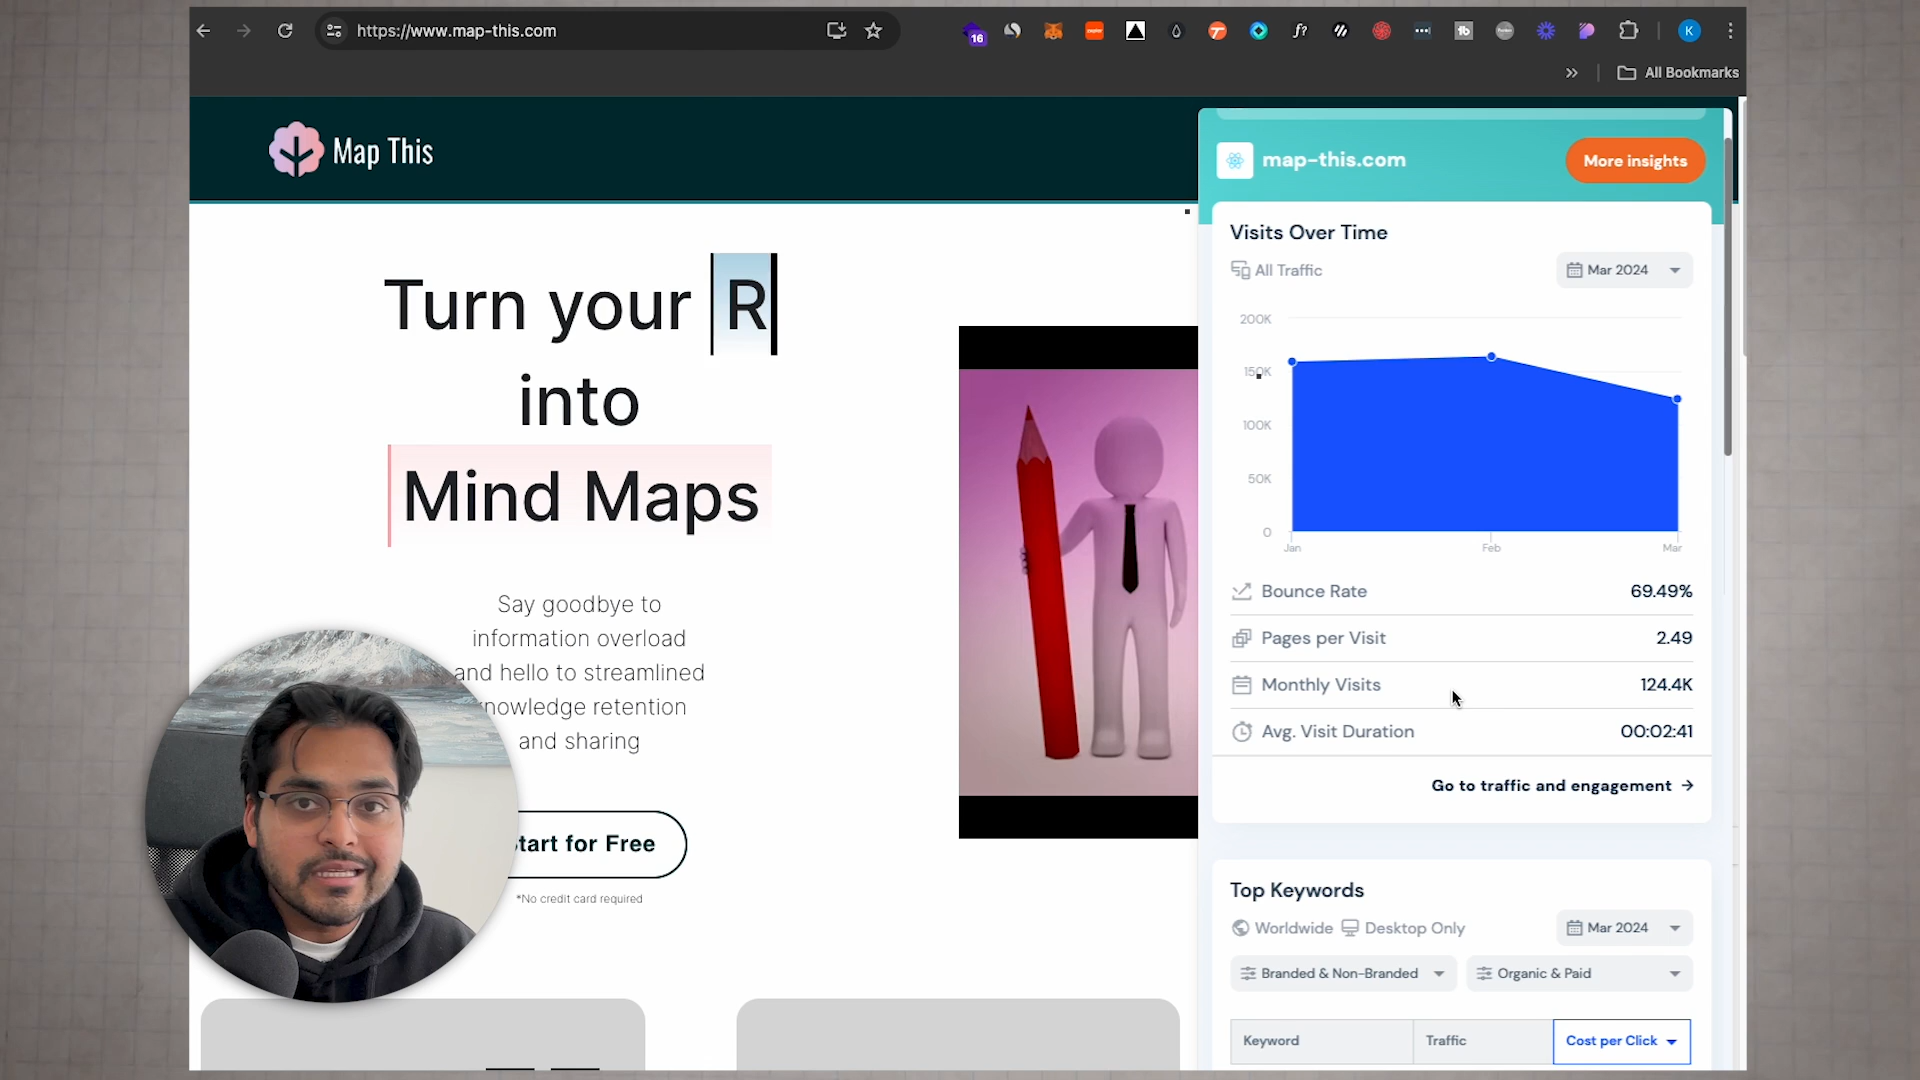 https://www.map-this.com
16
K
All Bookmarks
Map This
Turn your R
into
Mind Maps
Say goodbye to
information overload
and hello to streamlined
knowledge retention
and sharing
Start for Free
*No credit card required
map-this.com
More insights
Visits Over Time
All Traffic
Mar 2024
200K
150K
100K
50K
0
Jan
Feb
Mar
Bounce Rate
69.49%
Pages per Visit
2.49
Monthly Visits
124.4K
Avg. Visit Duration
00:02:41
Go to traffic and engagement →
Top Keywords
Worldwide
Desktop Only
Mar 2024
Branded & Non-Branded
Organic & Paid
Keyword
Traffic
Cost per Click